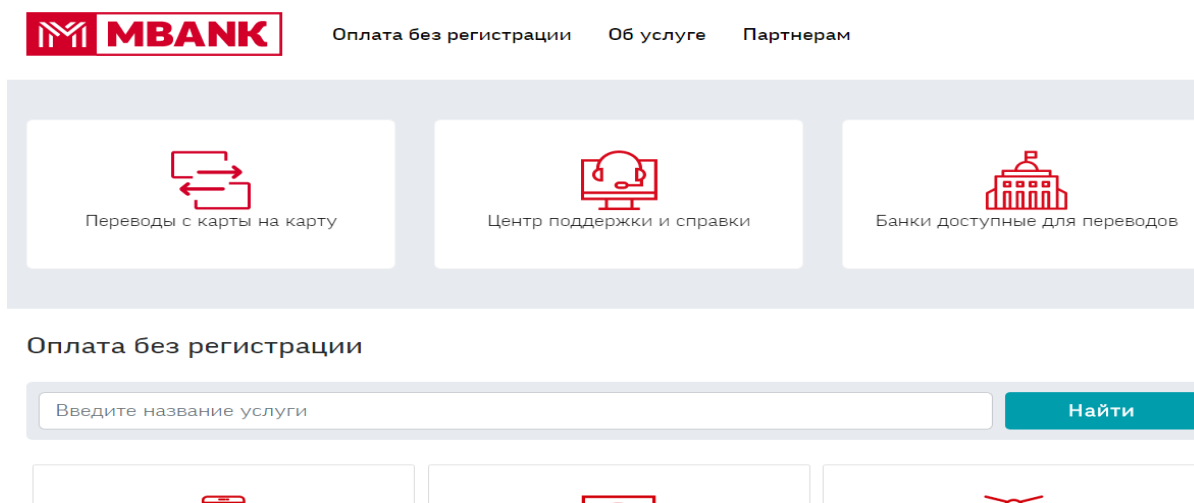 MBANK
Оплата без регистрации Об услуге Партнерам
Переводы с карты на карту
Центр поддержки и справки
Банки доступные для переводов
Оплата без регистрации
Введите название услуги
Найти